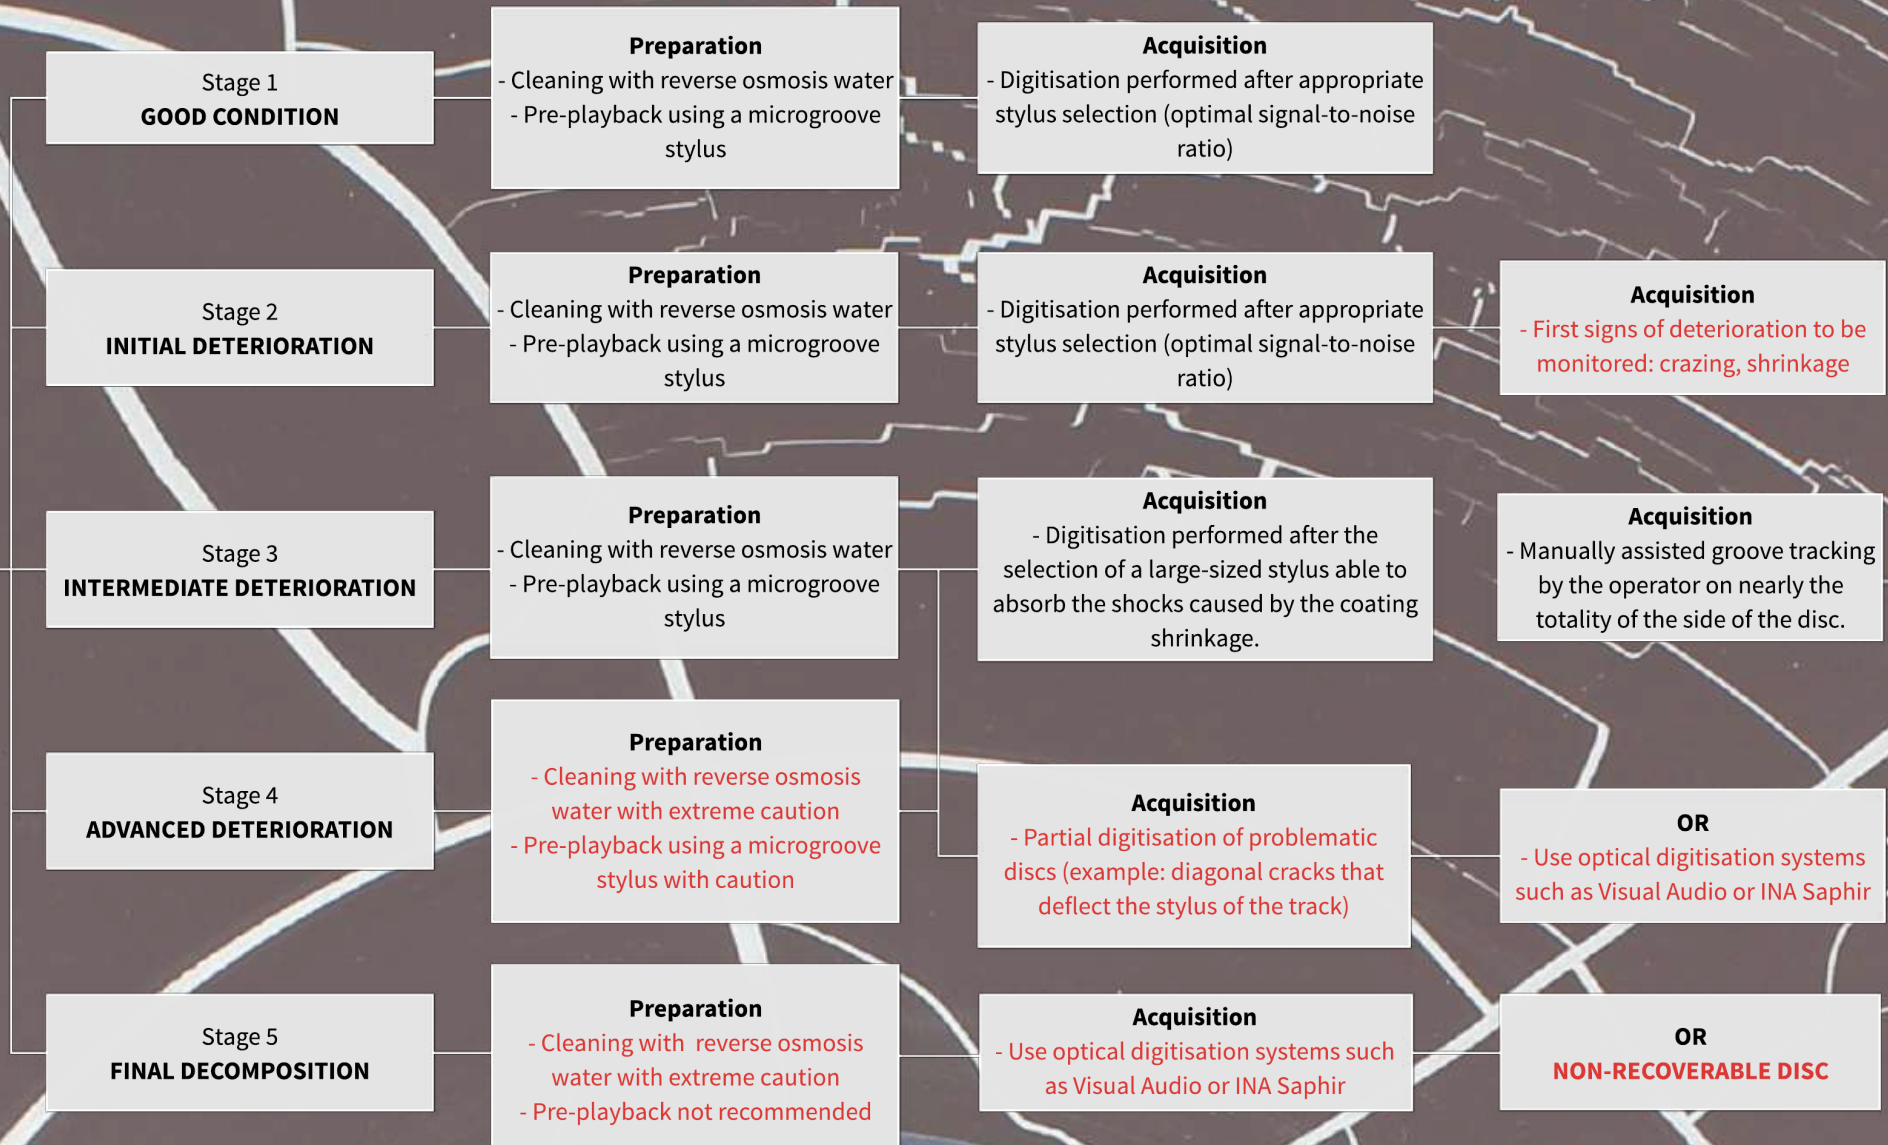 Stage 1
GOOD CONDITION
Preparation
- Cleaning with reverse osmosis water
- Pre-playback using a microgroove
stylus
Acquisition
- Digitisation performed after appropriate
stylus selection (optimal signal-to-noise
ratio)
Stage 2
INITIAL DETERIORATION
Preparation
- Cleaning with reverse osmosis water
- Pre-playback using a microgroove
stylus
Acquisition
- Digitisation performed after appropriate
stylus selection (optimal signal-to-noise
ratio)
Acquisition
- First signs of deterioration to be
monitored: crazing, shrinkage
Stage 3
INTERMEDIATE DETERIORATION
Preparation
- Cleaning with reverse osmosis water
- Pre-playback using a microgroove
stylus
Acquisition
- Digitisation performed after the
selection of a large-sized stylus able to
absorb the shocks caused by the coating
shrinkage.
Acquisition
- Manually assisted groove tracking
by the operator on nearly the
totality of the side of the disc.
Stage 4
ADVANCED DETERIORATION
Preparation
- Cleaning with reverse osmosis
water with extreme caution
- Pre-playback using a microgroove
stylus with caution
Acquisition
- Partial digitisation of problematic
discs (example: diagonal cracks that
deflect the stylus of the track)
OR
- Use optical digitisation systems
such as Visual Audio or INA Saphir
Stage 5
FINAL DECOMPOSITION
Preparation
- Cleaning with  reverse osmosis
water with extreme caution
- Pre-playback not recommended
Acquisition
- Use optical digitisation systems such
as Visual Audio or INA Saphir
OR
NON-RECOVERABLE DISC